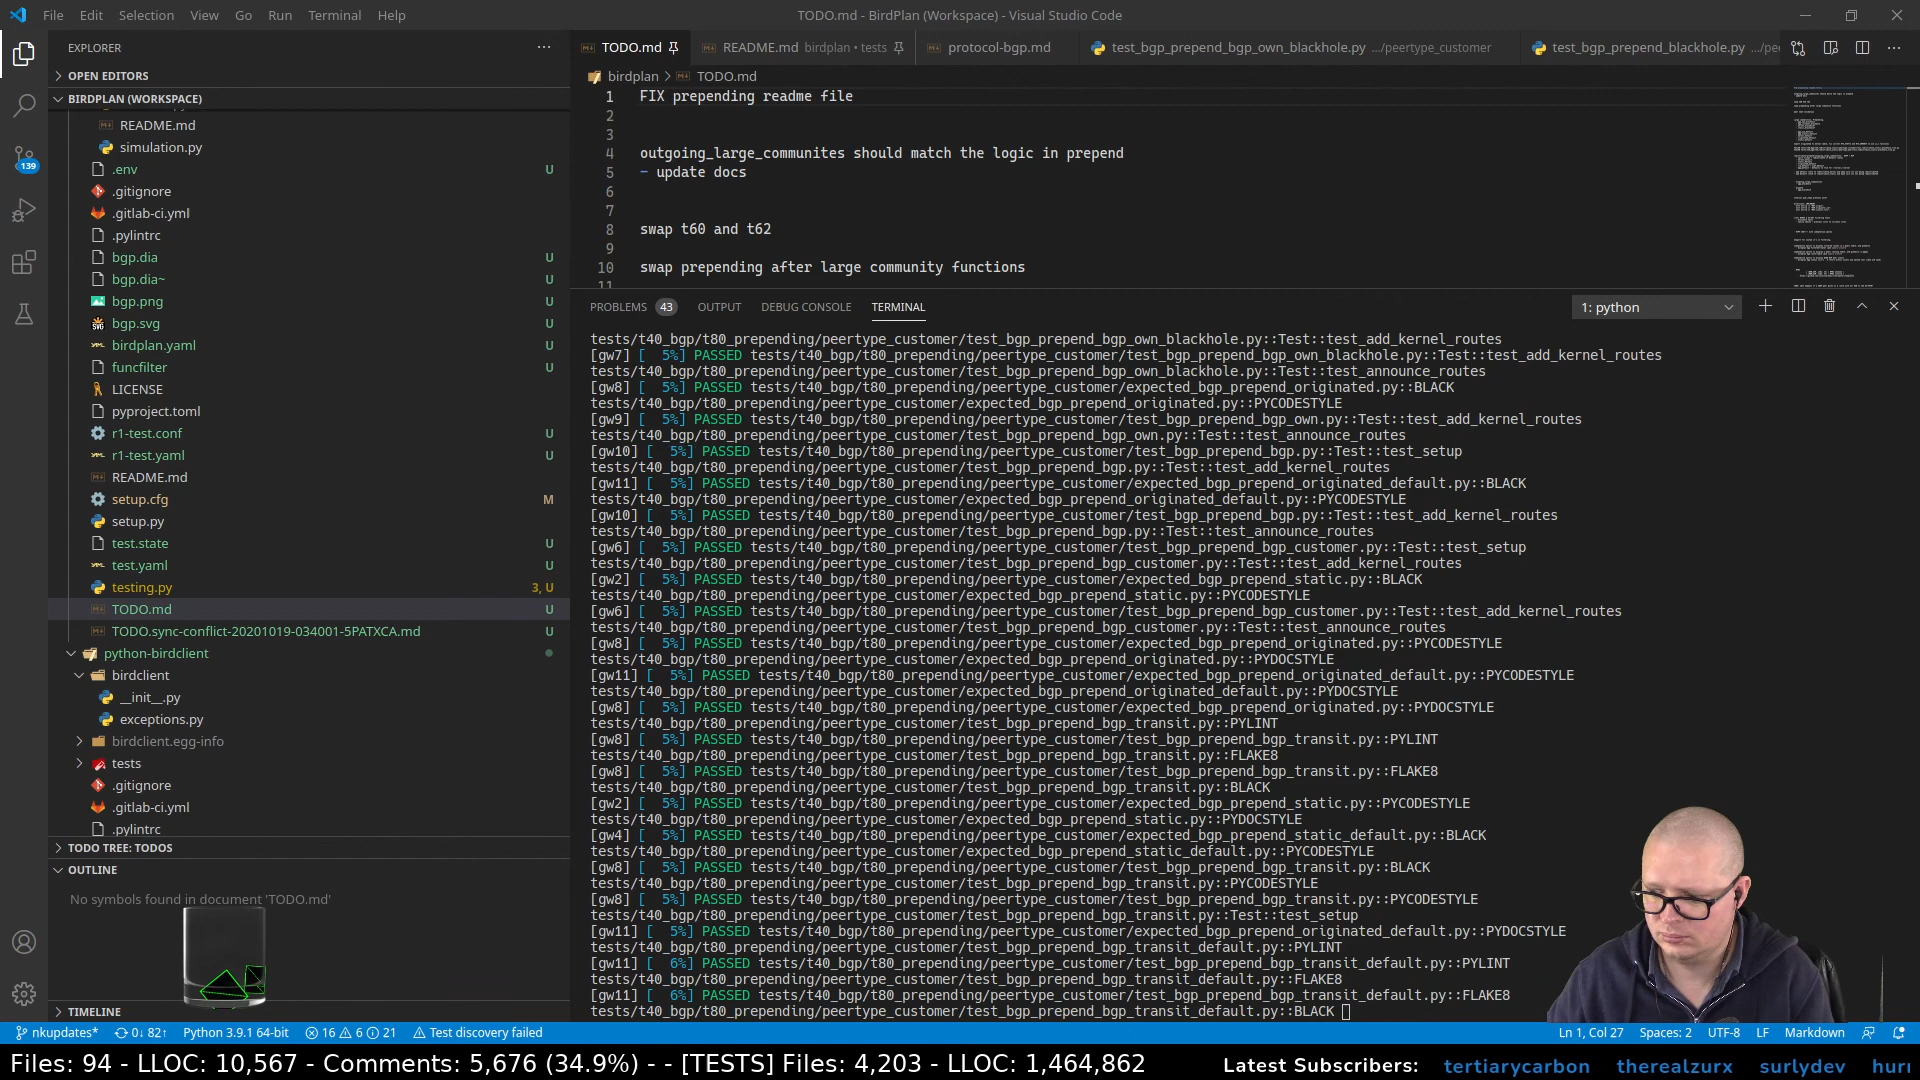 File Edit Selection View Go Run Terminal Help
TODO.md - BirdPlan (Workspace) - Visual Studio Code
EXPLORER
OPEN EDITORS
BIRDPLAN (WORKSPACE)
README.md
simulation.py
.env U
.gitignore
.gitlab-ci.yml
.pylintrc
bgp.dia U
bgp.dia~ U
bgp.png U
bgp.svg U
birdplan.yaml U
funcfilter U
LICENSE
pyproject.toml
r1-test.conf U
r1-test.yaml U
README.md
setup.cfg M
setup.py
test.state U
test.yaml U
testing.py 3, U
TODO.md U
TODO.sync-conflict-20201019-034001-5PATXCA.md U
python-birdclient
birdclient
__init__.py
exceptions.py
birdclient.egg-info
tests
.gitignore
.gitlab-ci.yml
.pylintrc
TODO TREE: TODOS
OUTLINE
No symbols found in document 'TODO.md'
TIMELINE
139
TODO.md README.md birdplan • tests protocol-bgp.md test_bgp_prepend_bgp_own_blackhole.py .../peertype_customer test_bgp_prepend_blackhole.py .../pe
birdplan > TODO.md
1 FIX prepending readme file
2
3
4 outgoing_large_communites should match the logic in prepend
5 - update docs
6
7
8 swap t60 and t62
9
10 swap prepending after large community functions
11
PROBLEMS 43 OUTPUT DEBUG CONSOLE TERMINAL 1: python
tests/t40_bgp/t80_prepending/peertype_customer/test_bgp_prepend_bgp_own_blackhole.py::Test::test_add_kernel_routes
[gw7] [  5%] PASSED tests/t40_bgp/t80_prepending/peertype_customer/test_bgp_prepend_bgp_own_blackhole.py::Test::test_add_kernel_routes
tests/t40_bgp/t80_prepending/peertype_customer/test_bgp_prepend_bgp_own_blackhole.py::Test::test_announce_routes
[gw8] [  5%] PASSED tests/t40_bgp/t80_prepending/peertype_customer/expected_bgp_prepend_originated.py::BLACK
tests/t40_bgp/t80_prepending/peertype_customer/expected_bgp_prepend_originated.py::PYCODESTYLE
[gw9] [  5%] PASSED tests/t40_bgp/t80_prepending/peertype_customer/test_bgp_prepend_bgp_own.py::Test::test_add_kernel_routes
tests/t40_bgp/t80_prepending/peertype_customer/test_bgp_prepend_bgp_own.py::Test::test_announce_routes
[gw10] [  5%] PASSED tests/t40_bgp/t80_prepending/peertype_customer/test_bgp_prepend_bgp.py::Test::test_setup
tests/t40_bgp/t80_prepending/peertype_customer/test_bgp_prepend_bgp.py::Test::test_add_kernel_routes
[gw11] [  5%] PASSED tests/t40_bgp/t80_prepending/peertype_customer/expected_bgp_prepend_originated_default.py::BLACK
tests/t40_bgp/t80_prepending/peertype_customer/expected_bgp_prepend_originated_default.py::PYCODESTYLE
[gw10] [  5%] PASSED tests/t40_bgp/t80_prepending/peertype_customer/test_bgp_prepend_bgp.py::Test::test_add_kernel_routes
tests/t40_bgp/t80_prepending/peertype_customer/test_bgp_prepend_bgp.py::Test::test_announce_routes
[gw6] [  5%] PASSED tests/t40_bgp/t80_prepending/peertype_customer/test_bgp_prepend_bgp_customer.py::Test::test_setup
tests/t40_bgp/t80_prepending/peertype_customer/test_bgp_prepend_bgp_customer.py::Test::test_add_kernel_routes
[gw2] [  5%] PASSED tests/t40_bgp/t80_prepending/peertype_customer/expected_bgp_prepend_static.py::BLACK
tests/t40_bgp/t80_prepending/peertype_customer/expected_bgp_prepend_static.py::PYCODESTYLE
[gw6] [  5%] PASSED tests/t40_bgp/t80_prepending/peertype_customer/test_bgp_prepend_bgp_customer.py::Test::test_add_kernel_routes
tests/t40_bgp/t80_prepending/peertype_customer/test_bgp_prepend_bgp_customer.py::Test::test_announce_routes
[gw8] [  5%] PASSED tests/t40_bgp/t80_prepending/peertype_customer/expected_bgp_prepend_originated.py::PYCODESTYLE
tests/t40_bgp/t80_prepending/peertype_customer/expected_bgp_prepend_originated.py::PYDOCSTYLE
[gw11] [  5%] PASSED tests/t40_bgp/t80_prepending/peertype_customer/expected_bgp_prepend_originated_default.py::PYCODESTYLE
tests/t40_bgp/t80_prepending/peertype_customer/expected_bgp_prepend_originated_default.py::PYDOCSTYLE
[gw8] [  5%] PASSED tests/t40_bgp/t80_prepending/peertype_customer/expected_bgp_prepend_originated.py::PYDOCSTYLE
tests/t40_bgp/t80_prepending/peertype_customer/test_bgp_prepend_bgp_transit.py::PYLINT
[gw8] [  5%] PASSED tests/t40_bgp/t80_prepending/peertype_customer/test_bgp_prepend_bgp_transit.py::PYLINT
tests/t40_bgp/t80_prepending/peertype_customer/test_bgp_prepend_bgp_transit.py::FLAKE8
[gw8] [  5%] PASSED tests/t40_bgp/t80_prepending/peertype_customer/test_bgp_prepend_bgp_transit.py::FLAKE8
tests/t40_bgp/t80_prepending/peertype_customer/test_bgp_prepend_bgp_transit.py::BLACK
[gw2] [  5%] PASSED tests/t40_bgp/t80_prepending/peertype_customer/expected_bgp_prepend_static.py::PYCODESTYLE
tests/t40_bgp/t80_prepending/peertype_customer/expected_bgp_prepend_static.py::PYDOCSTYLE
[gw4] [  5%] PASSED tests/t40_bgp/t80_prepending/peertype_customer/expected_bgp_prepend_static_default.py::BLACK
tests/t40_bgp/t80_prepending/peertype_customer/expected_bgp_prepend_static_default.py::PYCODESTYLE
[gw8] [  5%] PASSED tests/t40_bgp/t80_prepending/peertype_customer/test_bgp_prepend_bgp_transit.py::BLACK
tests/t40_bgp/t80_prepending/peertype_customer/test_bgp_prepend_bgp_transit.py::PYCODESTYLE
[gw8] [  5%] PASSED tests/t40_bgp/t80_prepending/peertype_customer/test_bgp_prepend_bgp_transit.py::PYCODESTYLE
tests/t40_bgp/t80_prepending/peertype_customer/test_bgp_prepend_bgp_transit.py::Test::test_setup
[gw11] [  5%] PASSED tests/t40_bgp/t80_prepending/peertype_customer/expected_bgp_prepend_originated_default.py::PYDOCSTYLE
tests/t40_bgp/t80_prepending/peertype_customer/test_bgp_prepend_bgp_transit_default.py::PYLINT
[gw11] [  6%] PASSED tests/t40_bgp/t80_prepending/peertype_customer/test_bgp_prepend_bgp_transit_default.py::PYLINT
tests/t40_bgp/t80_prepending/peertype_customer/test_bgp_prepend_bgp_transit_default.py::FLAKE8
[gw11] [  6%] PASSED tests/t40_bgp/t80_prepending/peertype_customer/test_bgp_prepend_bgp_transit_default.py::FLAKE8
tests/t40_bgp/t80_prepending/peertype_customer/test_bgp_prepend_bgp_transit_default.py::BLACK
nkupdates* 0↓ 82↑ Python 3.9.1 64-bit 16 6 21 Test discovery failed Ln 1, Col 27 Spaces: 2 UTF-8 LF Markdown
Files: 94 - LLOC: 10,567 - Comments: 5,676 (34.9%) - - [TESTS] Files: 4,203 - LLOC: 1,464,862 Latest Subscribers: tertiarycarbon therealzurx surlydev